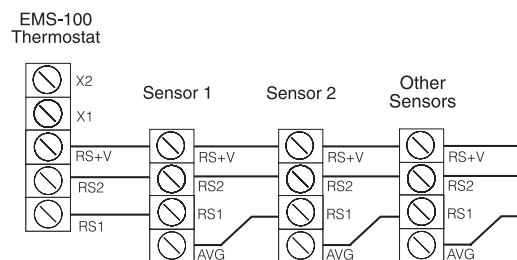 EMS-100
Thermostat
X2
X1
RS+V
RS2
RS1
Sensor 1
RS+V
RS2
RS1
AVG
Sensor 2
RS+V
RS2
RS1
AVG
Other
Sensors
RS+V
RS2
RS1
AVG